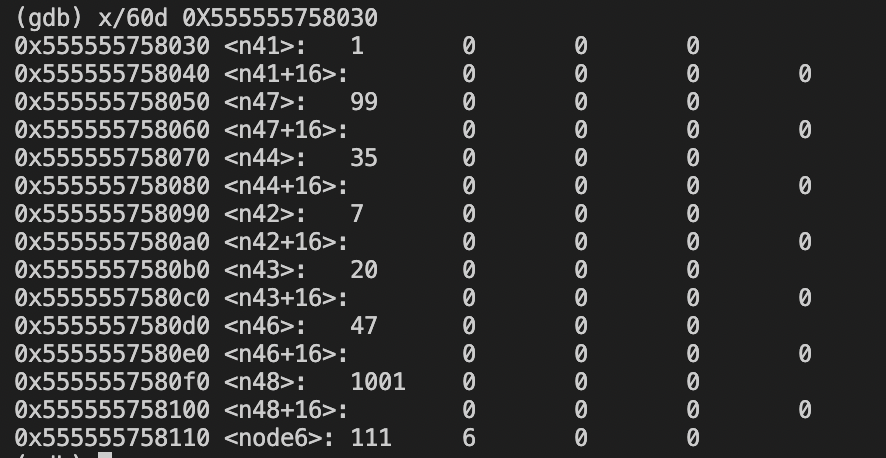 (gdb) x/60d 0X555555758030
0x555555758030 <n41>: 1 0 0 0
0x555555758040 <n41+16>: 0 0 0 0
0x555555758050 <n47>: 99 0 0 0
0x555555758060 <n47+16>: 0 0 0 0
0x555555758070 <n44>: 35 0 0 0
0x555555758080 <n44+16>: 0 0 0 0
0x555555758090 <n42>: 7 0 0 0
0x5555557580a0 <n42+16>: 0 0 0 0
0x5555557580b0 <n43>: 20 0 0 0
0x5555557580c0 <n43+16>: 0 0 0 0
0x5555557580d0 <n46>: 47 0 0 0
0x5555557580e0 <n46+16>: 0 0 0 0
0x5555557580f0 <n48>: 1001 0 0 0
0x555555758100 <n48+16>: 0 0 0 0
0x555555758110 <node6>: 111 6 0 0
(gdb)